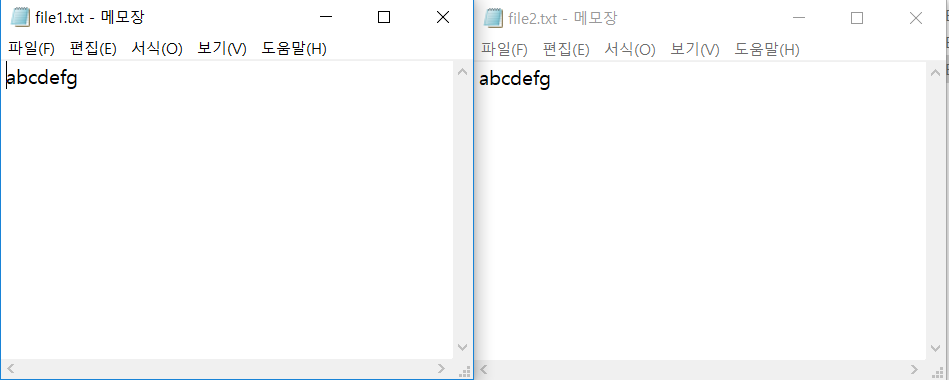 file1.txt - 메모장
파일(F) 편집(E) 서식(O) 보기(V) 도움말(H)
abcdefg
file2.txt - 메모장
파일(F) 편집(E) 서식(O) 보기(V) 도움말(H)
abcdefg